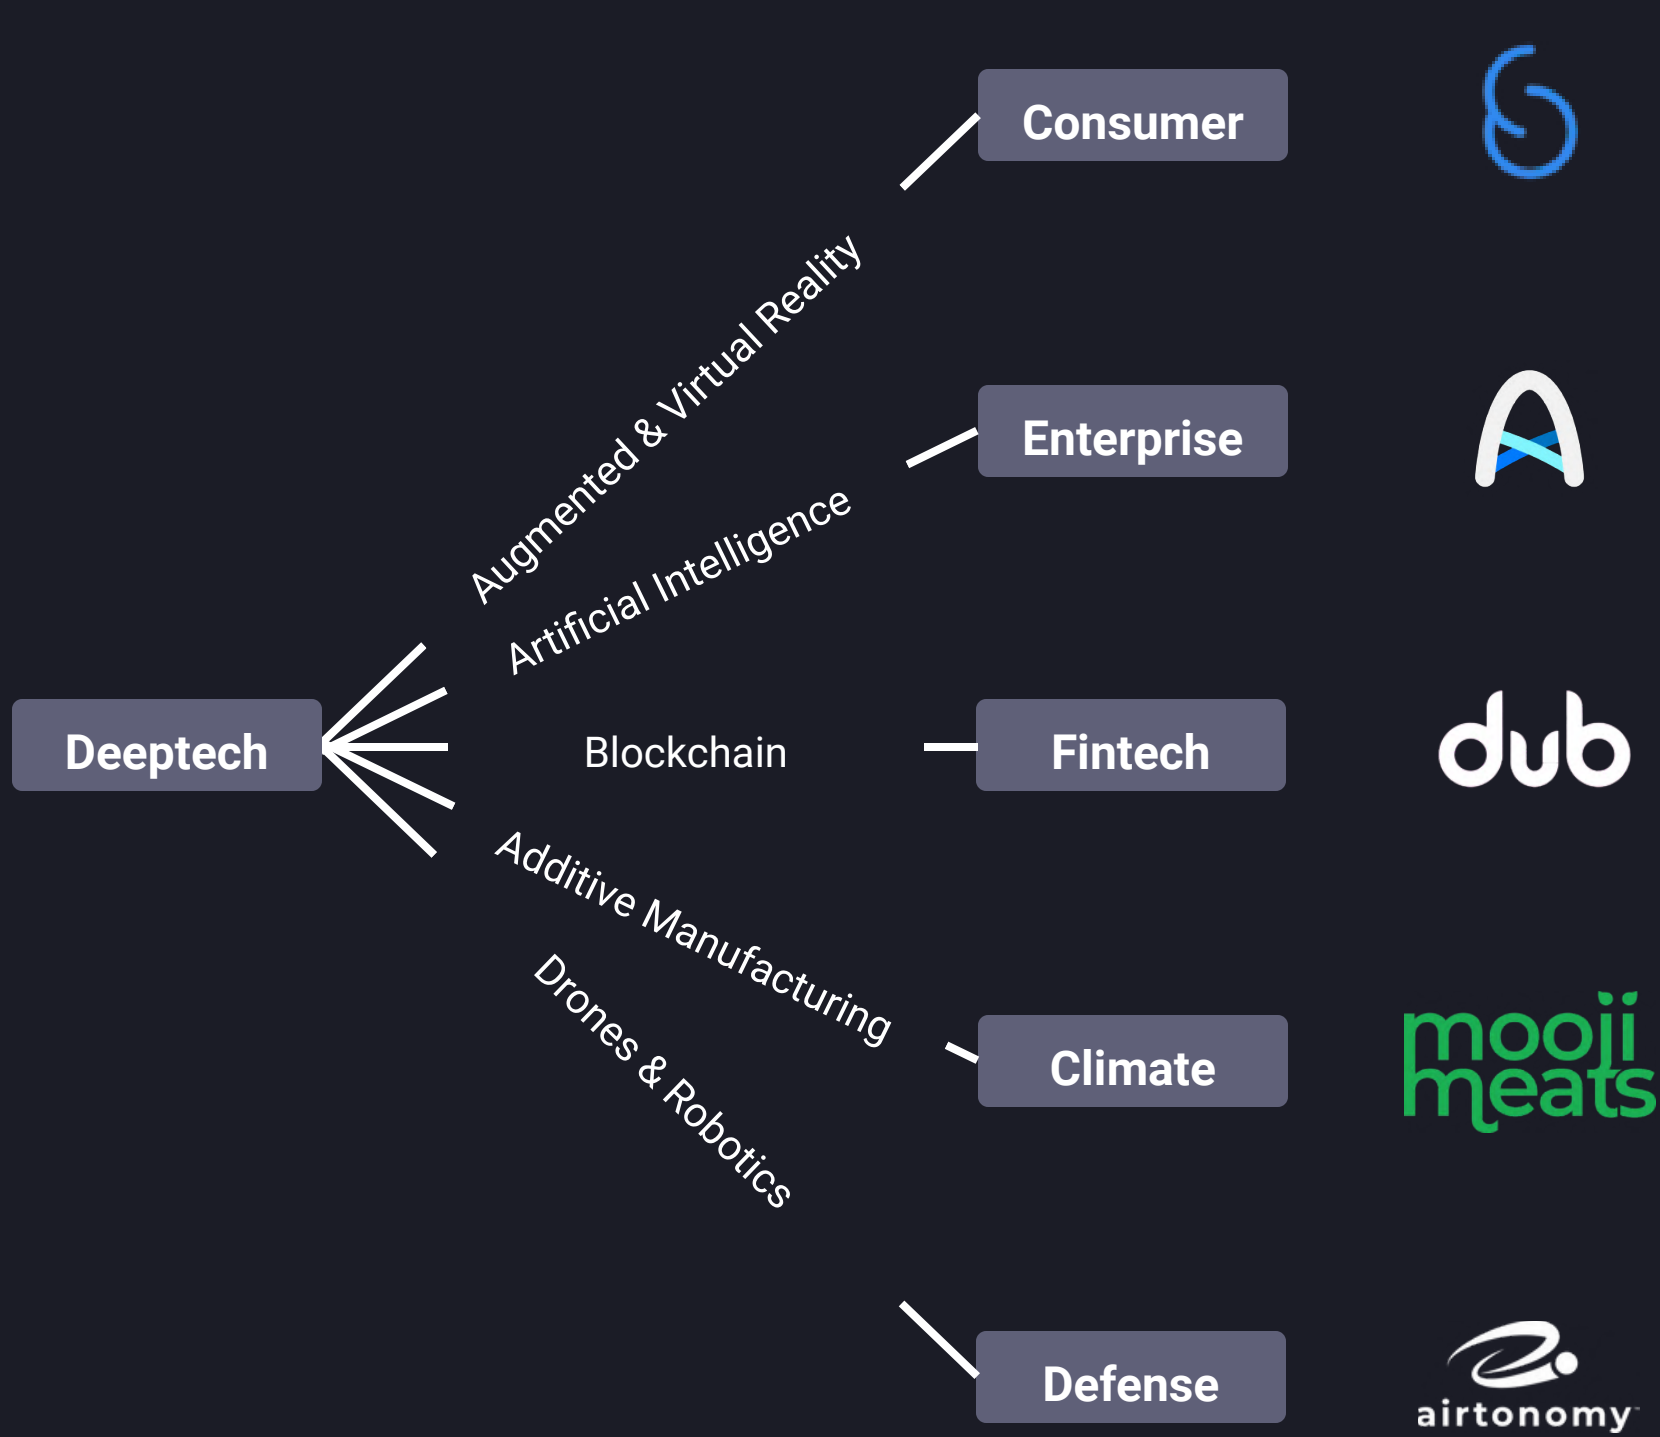 Consumer
Augmented & Virtual Reality
Enterprise
Artificial Intelligence
Deeptech
Blockchain
Fintech
dub
Additive Manufacturing
Climate
mooji
meats
Drones & Robotics
Defense
airtonomy